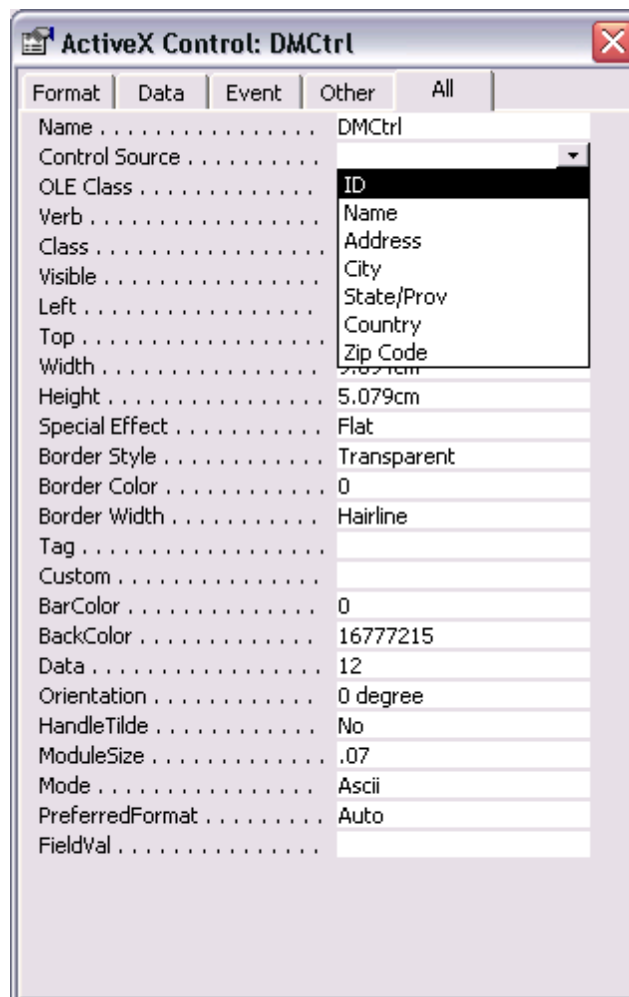 ActiveX Control: DMCtrl
Format Data Event Other All
Name . . . . . . . . . . . . . . . . DMCtrl
Control Source . . . . . . . . . .
OLE Class . . . . . . . . . . . . . ID
Verb . . . . . . . . . . . . . . . . . . Name
Class . . . . . . . . . . . . . . . . . Address
Visible . . . . . . . . . . . . . . . . City
Left . . . . . . . . . . . . . . . . . . State/Prov
Top . . . . . . . . . . . . . . . . . . Country
Zip Code
Width . . . . . . . . . . . . . . . .
Height . . . . . . . . . . . . . . . . 5.079cm
Special Effect . . . . . . . . . . . Flat
Border Style . . . . . . . . . . . . Transparent
Border Color . . . . . . . . . . . . 0
Border Width . . . . . . . . . . . Hairline
Tag . . . . . . . . . . . . . . . . . .
Custom . . . . . . . . . . . . . . .
BarColor . . . . . . . . . . . . . . 0
BackColor . . . . . . . . . . . . . 16777215
Data . . . . . . . . . . . . . . . . . 12
Orientation . . . . . . . . . . . . 0 degree
HandleTilde . . . . . . . . . . . . No
ModuleSize . . . . . . . . . . . . . .07
Mode . . . . . . . . . . . . . . . . Ascii
PreferredFormat . . . . . . . . . Auto
FieldVal . . . . . . . . . . . . . . .